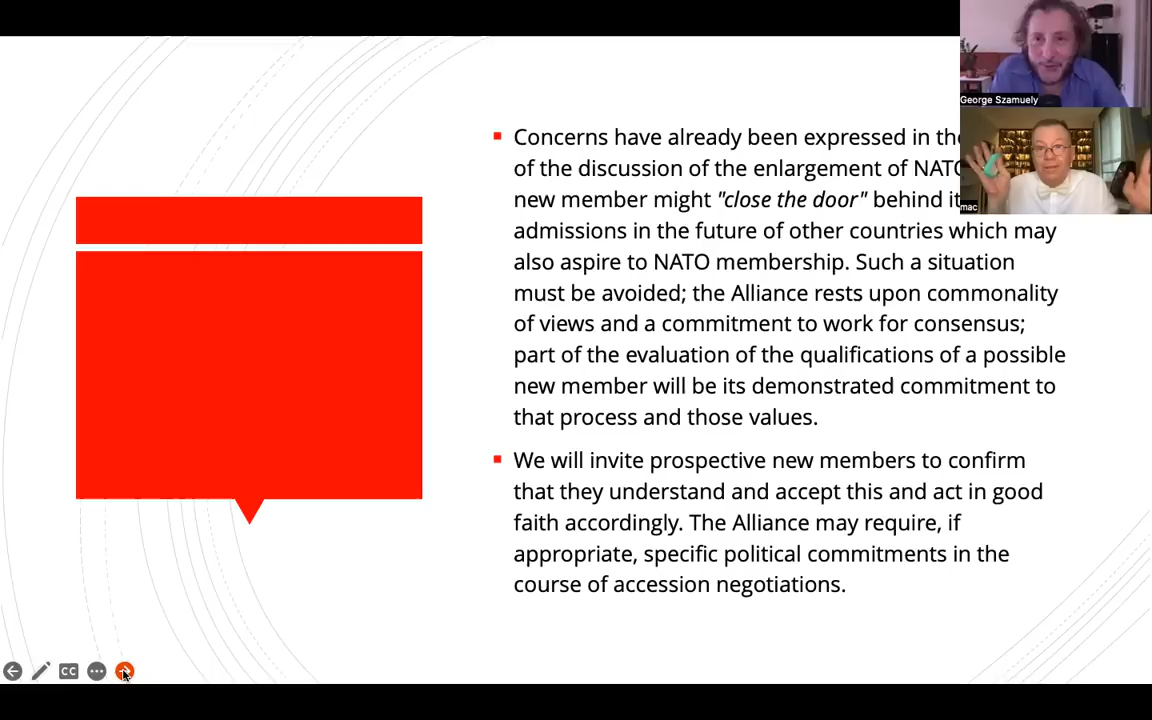 George Szamuely
mac
Concerns have already been expressed in the
of the discussion of the enlargement of NATO
new member might "close the door" behind it
admissions in the future of other countries which may
also aspire to NATO membership. Such a situation
must be avoided; the Alliance rests upon commonality
of views and a commitment to work for consensus;
part of the evaluation of the qualifications of a possible
new member will be its demonstrated commitment to
that process and those values.
We will invite prospective new members to confirm
that they understand and accept this and act in good
faith accordingly. The Alliance may require, if
appropriate, specific political commitments in the
course of accession negotiations.
CC